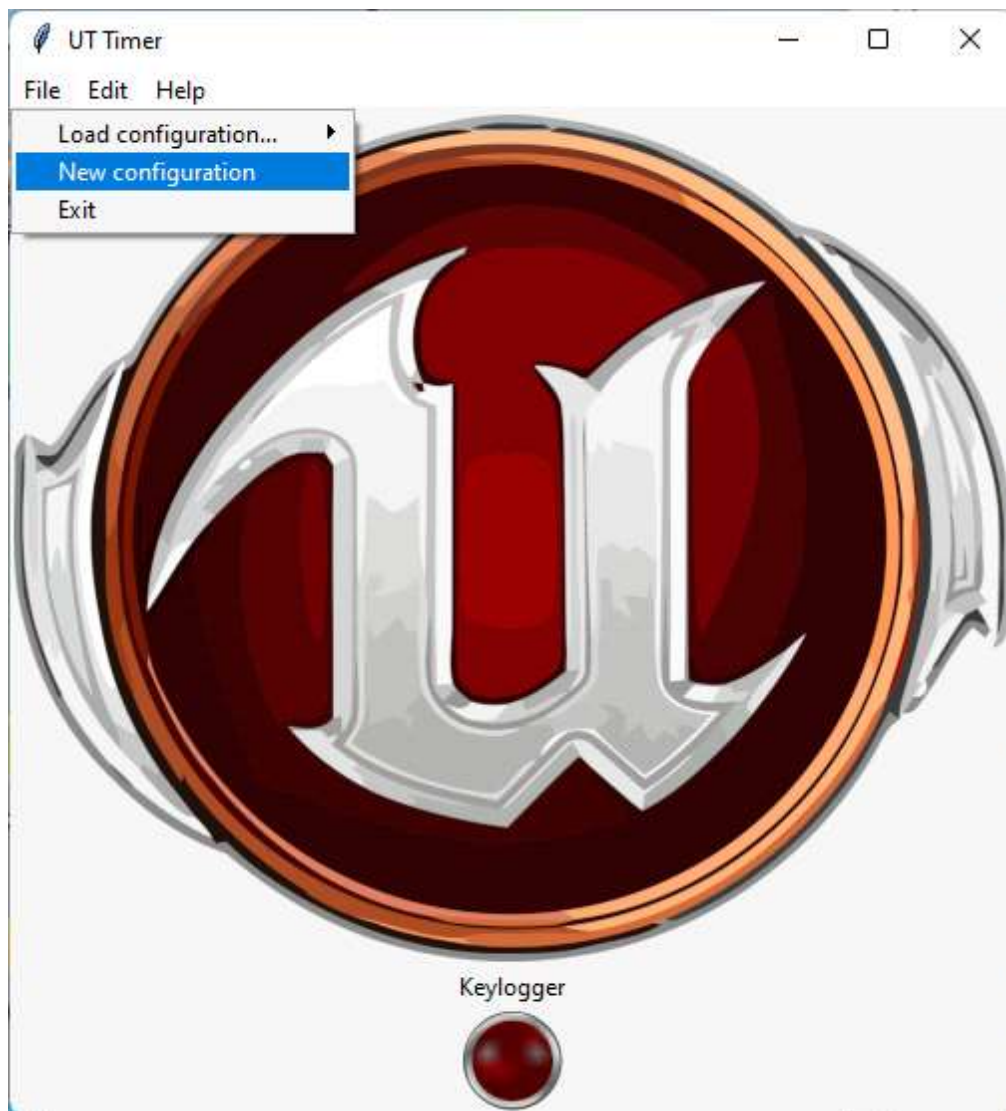 UT Timer
File Edit Help
Load configuration...
New configuration
Exit
Keylogger